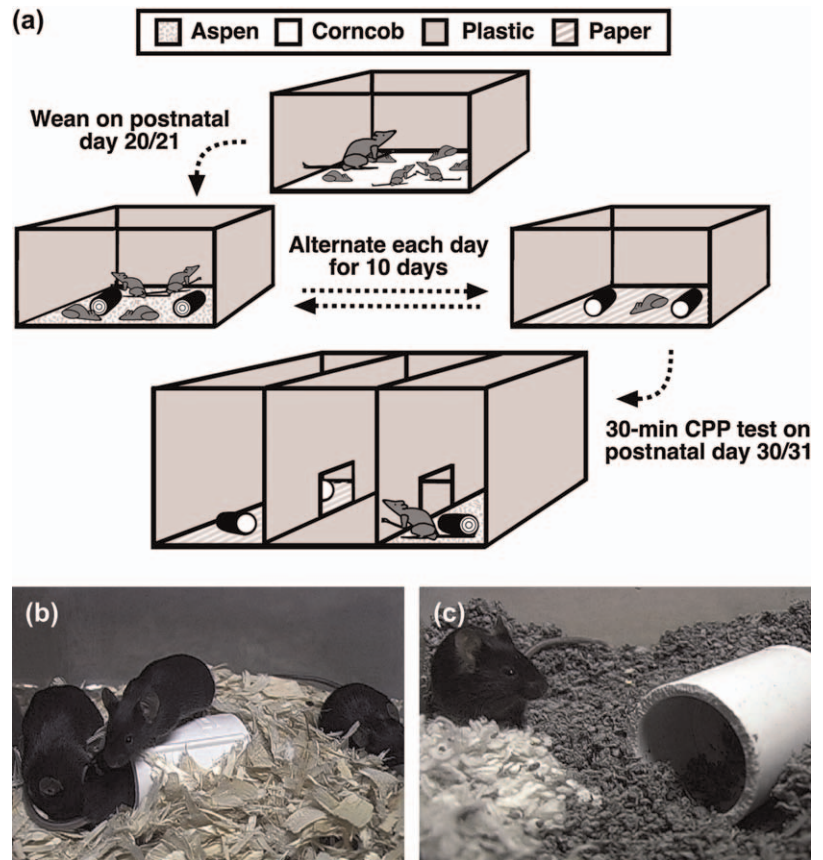 (a)
Aspen Corncob Plastic Paper
Wean on postnatal
day 20/21
Alternate each day
for 10 days
30-min CPP test on
postnatal day 30/31
(b) (c)